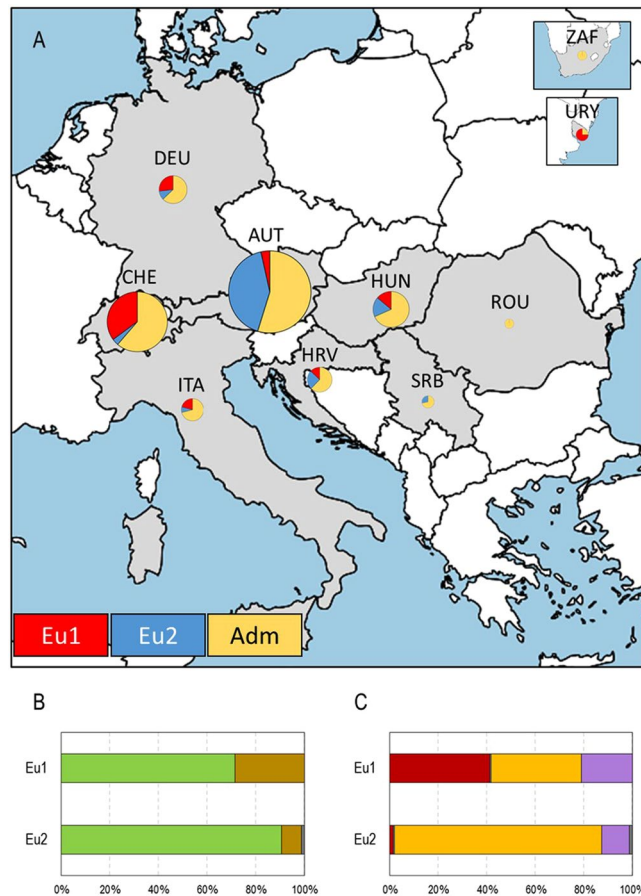 A
ZAF
URY
DEU
AUT
CHE
HUN
ROU
HRV
SRB
ITA
Eu1 Eu2 Adm
B C
Eu1 Eu1
Eu2 Eu2
0% 20% 40% 60% 80% 100% 0% 20% 40% 60% 80% 100%